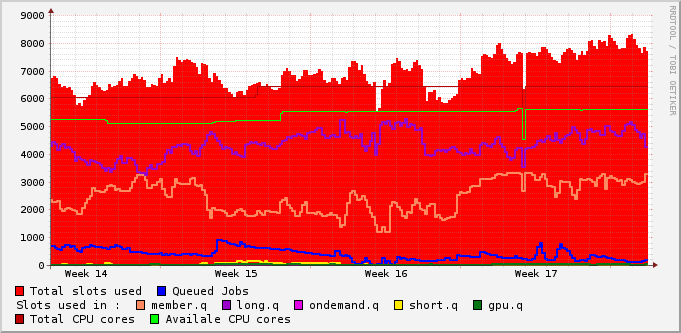 9000
8000
7000
6000
5000
4000
3000
2000
1000
0
Week 14 Week 15 Week 16 Week 17
Total slots used Queued Jobs
Slots used in : member.q long.q ondemand.q short.q gpu.q
Total CPU cores Availale CPU cores
RRDTOOL / TOBI OETIKER